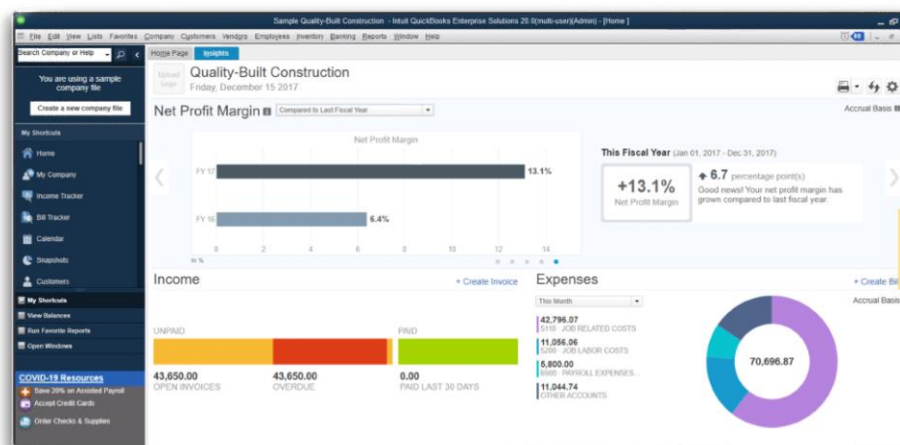 Sample Quality-Built Construction - Intuit QuickBooks Enterprise Solutions 20.0(multi-user)(Admin) - [Home ]
File Edit View Lists Favorites Company Customers Vendors Employees Inventory Banking Reports Window Help
Search Company or Help
Home Page Insights
You are using a sample
company file
Create a new company file
My Shortcuts
Home
My Company
Income Tracker
Bill Tracker
Calendar
Snapshots
Customers
My Shortcuts
View Balances
Run Favorite Reports
Open Windows
COVID-19 Resources
Save 20% on Assisted Payroll
Accept Credit Cards
Order Checks & Supplies
Upload
Logo
Quality-Built Construction
Friday, December 15 2017
Net Profit Margin Compared to Last Fiscal Year
Accrual Basis
Net Profit Margin
FY 17 13.1%
FY 16 6.4%
0 2 4 6 8 10 12 14
In %
This Fiscal Year (Jan 01, 2017 - Dec 31, 2017)
+13.1%
Net Profit Margin
6.7 percentage point(s)
Good news! Your net profit margin has
grown compared to last fiscal year.
Income + Create Invoice
UNPAID PAID
43,650.00 43,650.00 0.00
OPEN INVOICES OVERDUE PAID LAST 30 DAYS
Expenses + Create Bill
This Month
Accrual Basis
42,796.07
5110 · JOB RELATED COSTS
11,056.06
5200 · JOB LABOR COSTS
5,800.00
PAYROLL EXPENSES...
11,044.74
OTHER ACCOUNTS
70,696.87